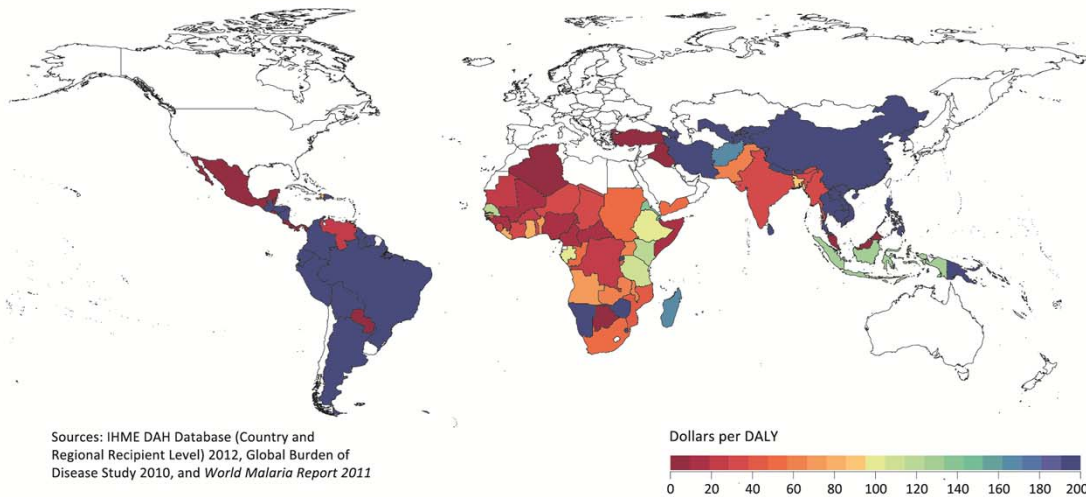 Sources: IHME DAH Database (Country and
Regional Recipient Level) 2012, Global Burden of
Disease Study 2010, and World Malaria Report 2011
Dollars per DALY
0 20 40 60 80 100 120 140 160 180 200